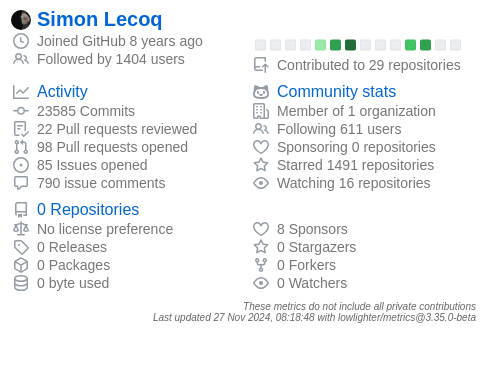 Simon Lecoq
Joined GitHub 8 years ago
Followed by 1404 users
Contributed to 29 repositories
Activity
23585 Commits
22 Pull requests reviewed
98 Pull requests opened
85 Issues opened
790 issue comments
Community stats
Member of 1 organization
Following 611 users
Sponsoring 0 repositories
Starred 1491 repositories
Watching 16 repositories
0 Repositories
No license preference
0 Releases
0 Packages
0 byte used
8 Sponsors
0 Stargazers
0 Forkers
0 Watchers
These metrics do not include all private contributions
Last updated 27 Nov 2024, 08:18:48 with lowlighter/metrics@3.35.0-beta